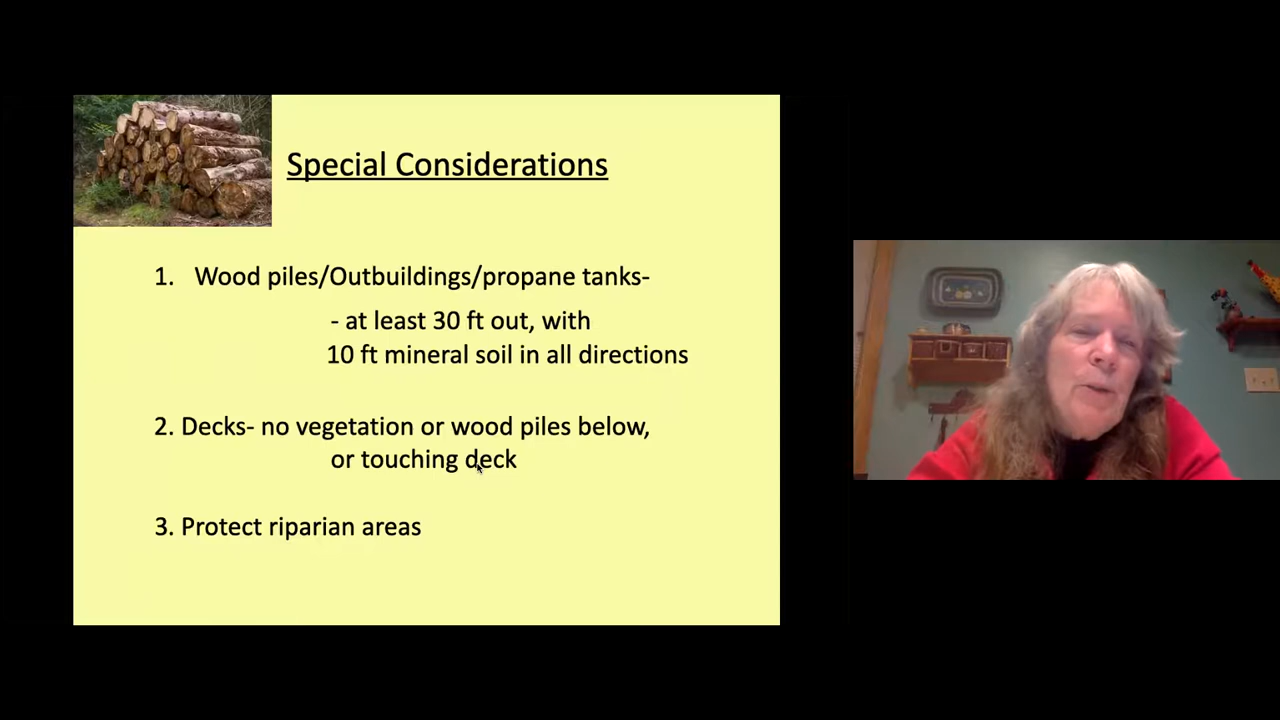 Special Considerations
1. Wood piles/Outbuildings/propane tanks-
- at least 30 ft out, with
10 ft mineral soil in all directions
2. Decks- no vegetation or wood piles below,
or touching deck
3. Protect riparian areas